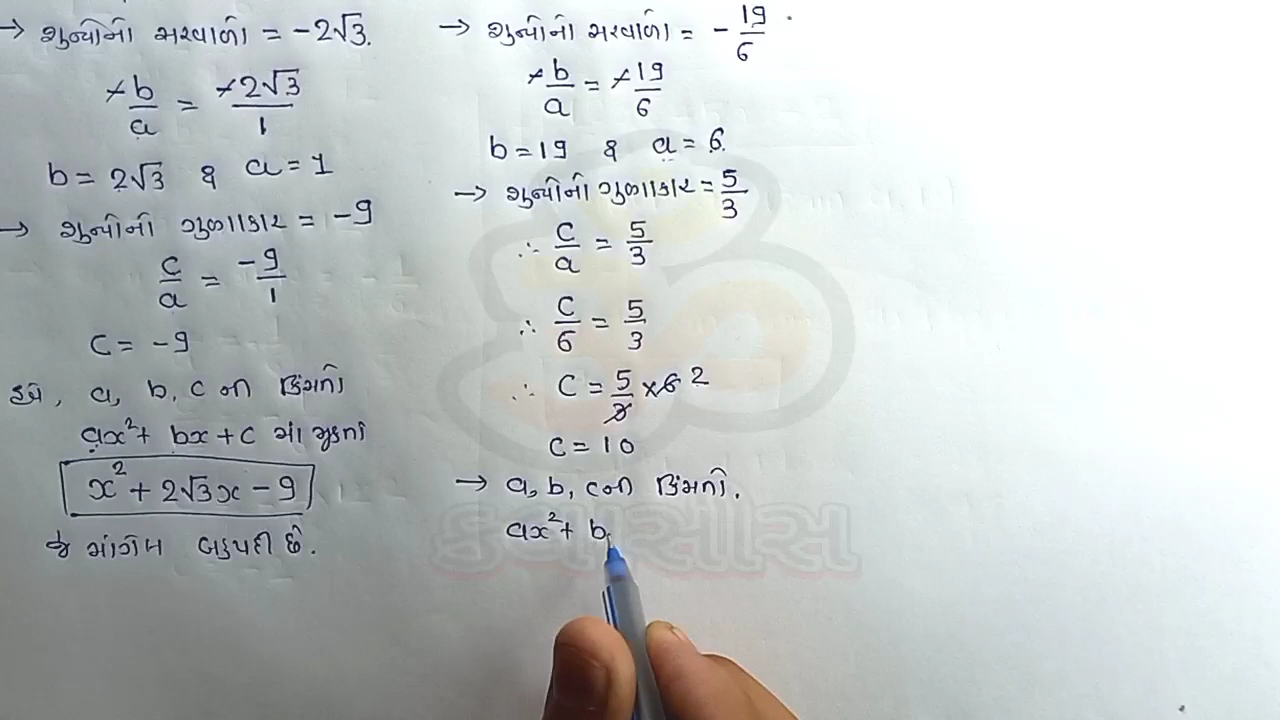 → શૂન્યોનો સરવાળો = -2√3.
-b/a = -2√3/1
b = 2√3 & a = 1
→ શૂન્યોનો ગુણાકાર = -9
c/a = -9/1
c = -9
હવે, a, b, c ની કિંમતો
ax² + bx + c માં મુકતાં
x² + 2√3x - 9
જે માંગેલ બહુપદી છે.
→ શૂન્યોનો સરવાળો = -19/6.
-b/a = -19/6
b = 19 & a = 6.
→ શૂન્યોનો ગુણાકાર = 5/3
∴ c/a = 5/3
∴ c/6 = 5/3
∴ c = 5/3 × 6 2
c = 10
→ a, b, c ની કિંમતો.
ax² + b